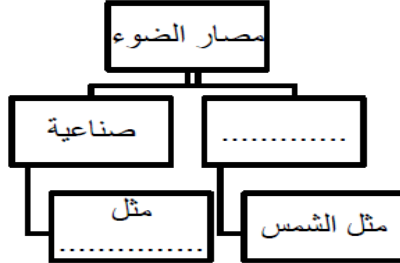 مصار الضوء
.............
صناعية
مثل الشمس
مثل
...............